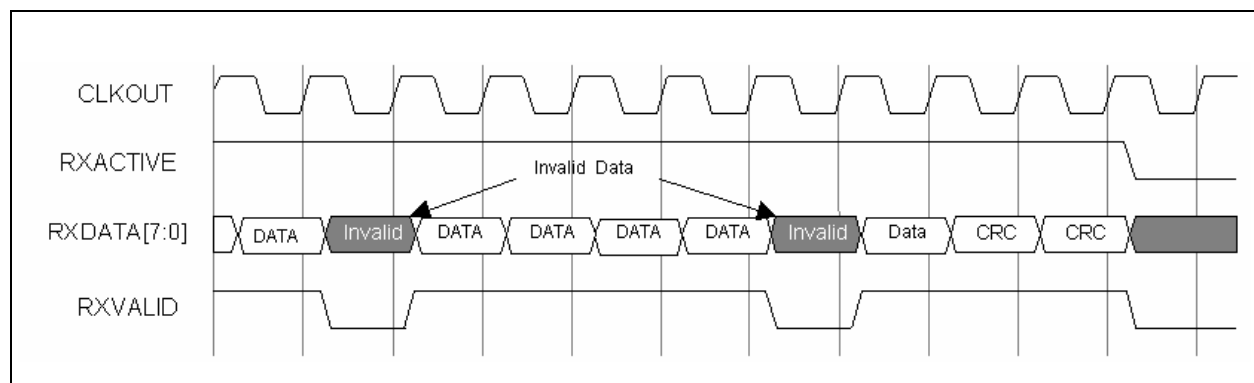 CLKOUT
RXACTIVE
Invalid Data
RXDATA[7:0]
DATA Invalid DATA DATA DATA DATA Invalid Data CRC CRC
RXVALID